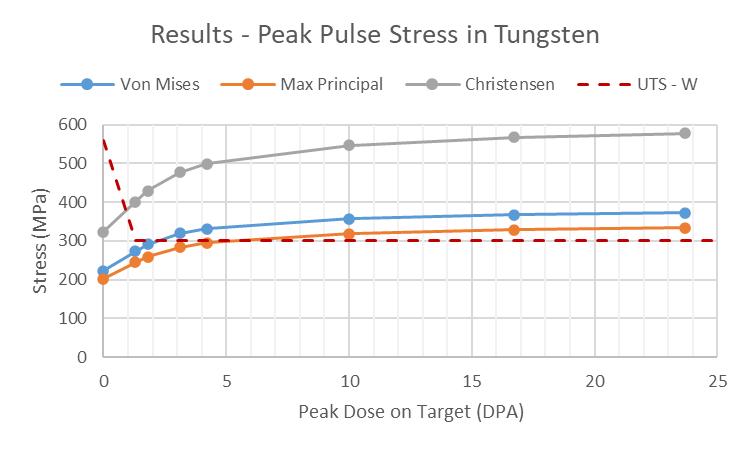 Results - Peak Pulse Stress in Tungsten
Von Mises
Max Principal
Christensen
UTS - W
600
500
400
300
200
100
0
Stress (MPa)
0
5
10
15
20
25
Peak Dose on Target (DPA)